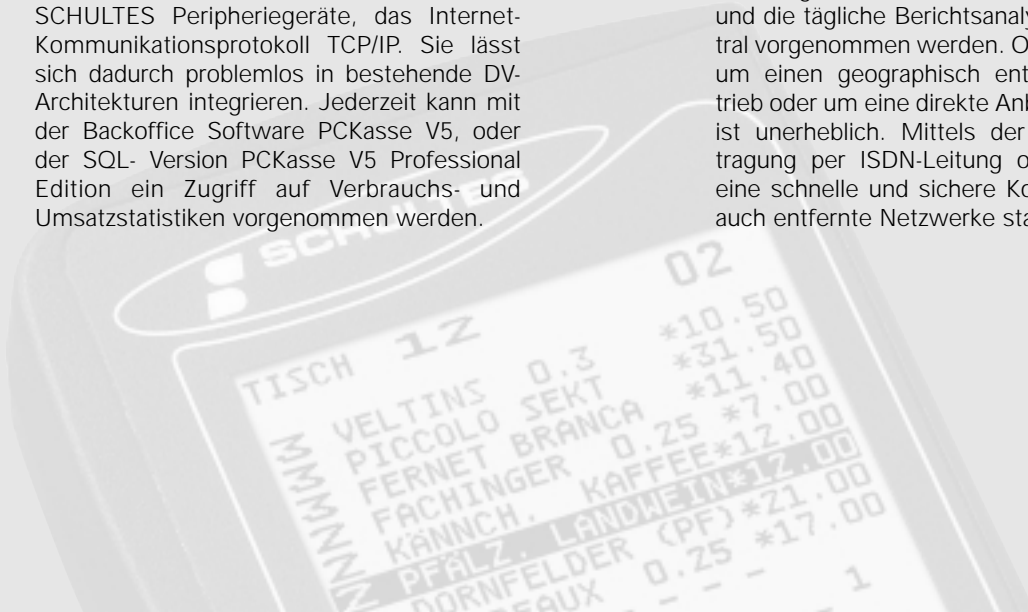 SCHULTES Peripheriegeräte, das Internet-
Kommunikationsprotokoll TCP/IP. Sie lässt
sich dadurch problemlos in bestehende DV-
Architekturen integrieren. Jederzeit kann mit
der Backoffice Software PCKasse V5, oder
der SQL- Version PCKasse V5 Professional
Edition ein Zugriff auf Verbrauchs- und
Umsatzstatistiken vorgenommen werden.
und die tägliche Berichtsanaly
tral vorgenommen werden. O
um einen geographisch ent
trieb oder um eine direkte Anb
ist unerheblich. Mittels der
tragung per ISDN-Leitung o
eine schnelle und sichere Ko
auch entfernte Netzwerke sta
SCHULTES
02
TISCH 12
M VELTINS 0.3 *10.50
M PICCOLO SEKT *31.50
M FERNET BRANCA *11.40
M FACHINGER 0.25 *7.00
N KÄNNCH. KAFFEE*12.00
N PFÄLZ. LANDWEIN*12.00
DORNFELDER (PF)*21.00
EAUX 0.25 *17.00
1